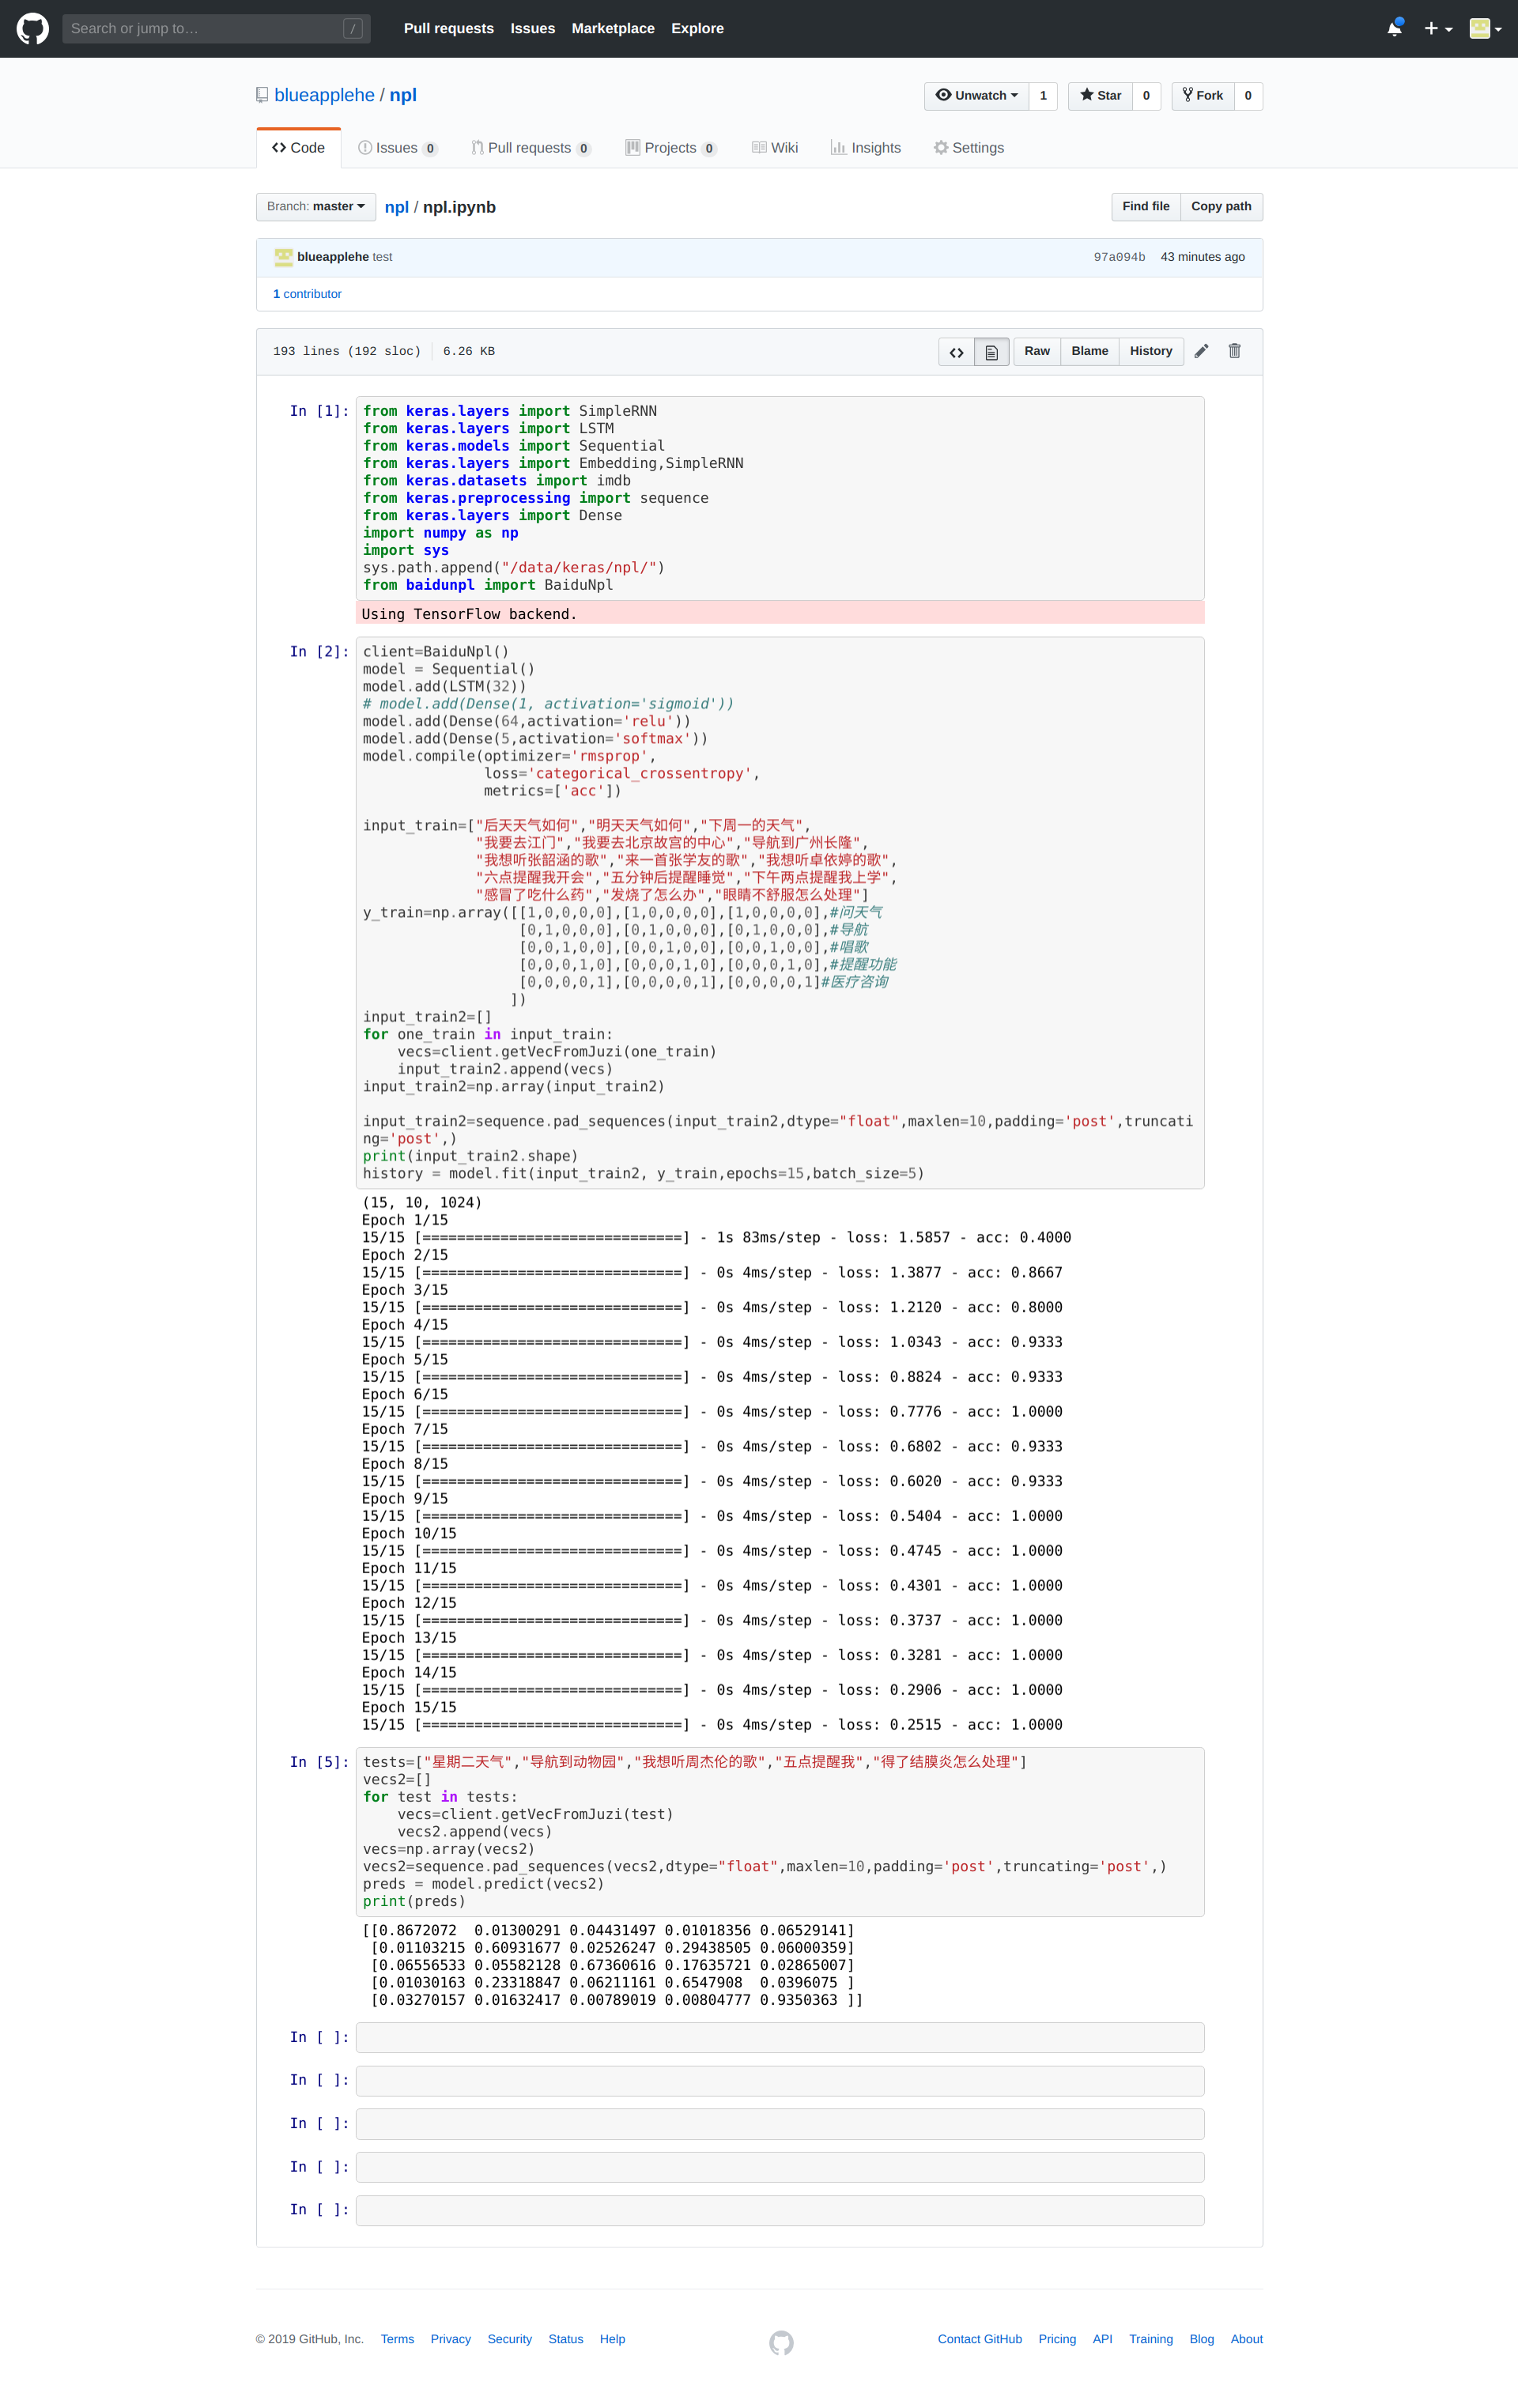 Search or jump to… /
Pull requests Issues Marketplace Explore
blueapplehe / npl
Unwatch 1 Star 0 Fork 0
Code Issues 0 Pull requests 0 Projects 0 Wiki Insights Settings
Branch: master npl / npl.ipynb Find file Copy path
blueapplehe test 97a094b 43 minutes ago
1 contributor
193 lines (192 sloc) 6.26 KB <> Raw Blame History
In [1]: from keras.layers import SimpleRNN
from keras.layers import LSTM
from keras.models import Sequential
from keras.layers import Embedding,SimpleRNN
from keras.datasets import imdb
from keras.preprocessing import sequence
from keras.layers import Dense
import numpy as np
import sys
sys.path.append("/data/keras/npl/")
from baidunpl import BaiduNpl
Using TensorFlow backend.
In [2]: client=BaiduNpl()
model = Sequential()
model.add(LSTM(32))
# model.add(Dense(1, activation='sigmoid'))
model.add(Dense(64,activation='relu'))
model.add(Dense(5,activation='softmax'))
model.compile(optimizer='rmsprop',
loss='categorical_crossentropy',
metrics=['acc'])
input_train=["后天天气如何","明天天气如何","下周一的天气",
"我要去江门","我要去北京故宫的中心","导航到广州长隆",
"我想听张韶涵的歌","来一首张学友的歌","我想听卓依婷的歌",
"六点提醒我开会","五分钟后提醒睡觉","下午两点提醒我上学",
"感冒了吃什么药","发烧了怎么办","眼睛不舒服怎么处理"]
y_train=np.array([[1,0,0,0,0],[1,0,0,0,0],[1,0,0,0,0],#问天气
[0,1,0,0,0],[0,1,0,0,0],[0,1,0,0,0],#导航
[0,0,1,0,0],[0,0,1,0,0],[0,0,1,0,0],#唱歌
[0,0,0,1,0],[0,0,0,1,0],[0,0,0,1,0],#提醒功能
[0,0,0,0,1],[0,0,0,0,1],[0,0,0,0,1]#医疗咨询
])
input_train2=[]
for one_train in input_train:
vecs=client.getVecFromJuzi(one_train)
input_train2.append(vecs)
input_train2=np.array(input_train2)
input_train2=sequence.pad_sequences(input_train2,dtype="float",maxlen=10,padding='post',truncati
ng='post',)
print(input_train2.shape)
history = model.fit(input_train2, y_train,epochs=15,batch_size=5)
(15, 10, 1024)
Epoch 1/15
15/15 [==============================] - 1s 83ms/step - loss: 1.5857 - acc: 0.4000
Epoch 2/15
15/15 [==============================] - 0s 4ms/step - loss: 1.3877 - acc: 0.8667
Epoch 3/15
15/15 [==============================] - 0s 4ms/step - loss: 1.2120 - acc: 0.8000
Epoch 4/15
15/15 [==============================] - 0s 4ms/step - loss: 1.0343 - acc: 0.9333
Epoch 5/15
15/15 [==============================] - 0s 4ms/step - loss: 0.8824 - acc: 0.9333
Epoch 6/15
15/15 [==============================] - 0s 4ms/step - loss: 0.7776 - acc: 1.0000
Epoch 7/15
15/15 [==============================] - 0s 4ms/step - loss: 0.6802 - acc: 0.9333
Epoch 8/15
15/15 [==============================] - 0s 4ms/step - loss: 0.6020 - acc: 0.9333
Epoch 9/15
15/15 [==============================] - 0s 4ms/step - loss: 0.5404 - acc: 1.0000
Epoch 10/15
15/15 [==============================] - 0s 4ms/step - loss: 0.4745 - acc: 1.0000
Epoch 11/15
15/15 [==============================] - 0s 4ms/step - loss: 0.4301 - acc: 1.0000
Epoch 12/15
15/15 [==============================] - 0s 4ms/step - loss: 0.3737 - acc: 1.0000
Epoch 13/15
15/15 [==============================] - 0s 4ms/step - loss: 0.3281 - acc: 1.0000
Epoch 14/15
15/15 [==============================] - 0s 4ms/step - loss: 0.2906 - acc: 1.0000
Epoch 15/15
15/15 [==============================] - 0s 4ms/step - loss: 0.2515 - acc: 1.0000
In [5]: tests=["星期二天气","导航到动物园","我想听周杰伦的歌","五点提醒我","得了结膜炎怎么处理"]
vecs2=[]
for test in tests:
vecs=client.getVecFromJuzi(test)
vecs2.append(vecs)
vecs=np.array(vecs2)
vecs2=sequence.pad_sequences(vecs2,dtype="float",maxlen=10,padding='post',truncating='post',)
preds = model.predict(vecs2)
print(preds)
[[0.8672072 0.01300291 0.04431497 0.01018356 0.06529141]
[0.01103215 0.60931677 0.02526247 0.29438505 0.06000359]
[0.06556533 0.05582128 0.67360616 0.17635721 0.02865007]
[0.01030163 0.23318847 0.06211161 0.6547908 0.0396075 ]
[0.03270157 0.01632417 0.00789019 0.00804777 0.9350363 ]]
In [ ]:
In [ ]:
In [ ]:
In [ ]:
In [ ]:
© 2019 GitHub, Inc. Terms Privacy Security Status Help Contact GitHub Pricing API Training Blog About